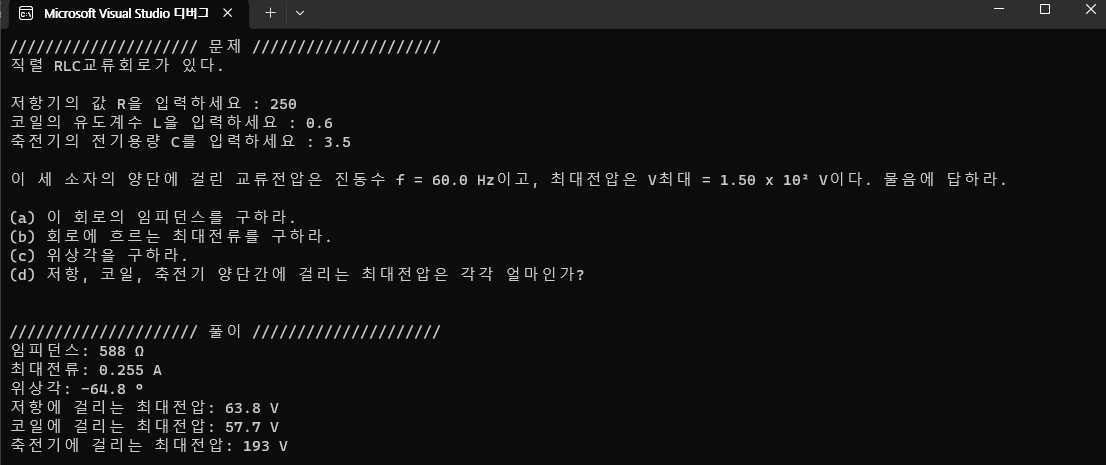 Microsoft Visual Studio 디버그
///////////////////// 문제 /////////////////////
직렬 RLC교류회로가 있다.
저항기의 값 R을 입력하세요 : 250
코일의 유도계수 L을 입력하세요 : 0.6
축전기의 전기용량 C를 입력하세요 : 3.5
이 세 소자의 양단에 걸린 교류전압은 진동수 f = 60.0 Hz이고, 최대전압은 V최대 = 1.50 x 10² V이다. 물음에 답하라.
(a) 이 회로의 임피던스를 구하라.
(b) 회로에 흐르는 최대전류를 구하라.
(c) 위상각을 구하라.
(d) 저항, 코일, 축전기 양단간에 걸리는 최대전압은 각각 얼마인가?
///////////////////// 풀이 /////////////////////
임피던스: 588 Ω
최대전류: 0.255 A
위상각: -64.8 °
저항에 걸리는 최대전압: 63.8 V
코일에 걸리는 최대전압: 57.7 V
축전기에 걸리는 최대전압: 193 V